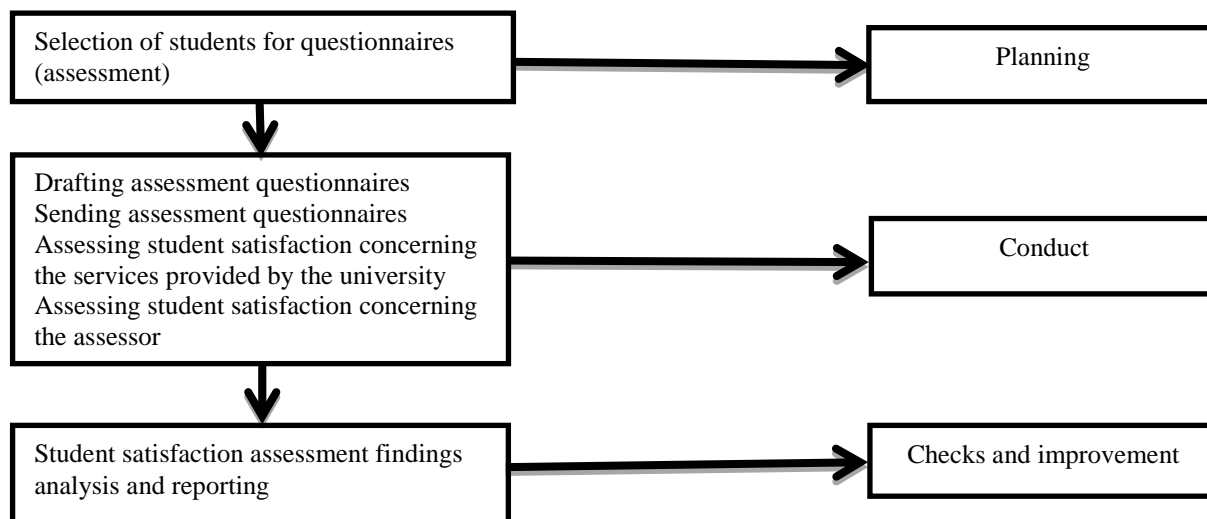 Selection of students for questionnaires
(assessment)
Planning
Drafting assessment questionnaires
Sending assessment questionnaires
Assessing student satisfaction concerning
the services provided by the university
Assessing student satisfaction concerning
the assessor
Conduct
Student satisfaction assessment findings
analysis and reporting
Checks and improvement